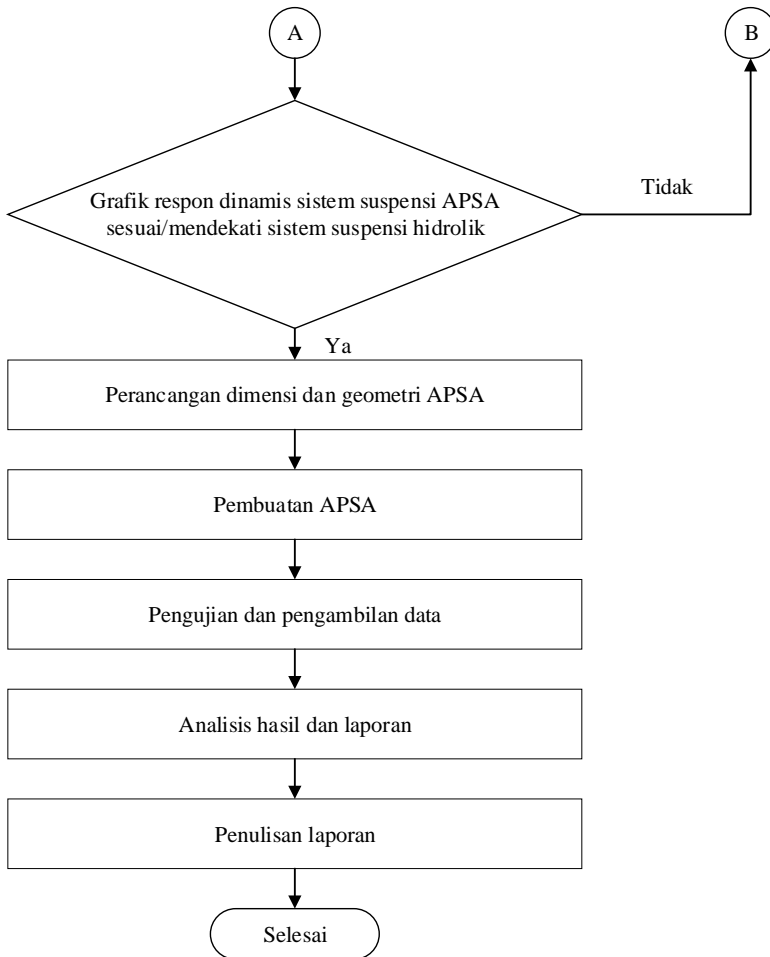 A
B
Grafik respon dinamis sistem suspensi APSA
sesuai/mendekati sistem suspensi hidrolik
Tidak
Ya
Perancangan dimensi dan geometri APSA
Pembuatan APSA
Pengujian dan pengambilan data
Analisis hasil dan laporan
Penulisan laporan
Selesai